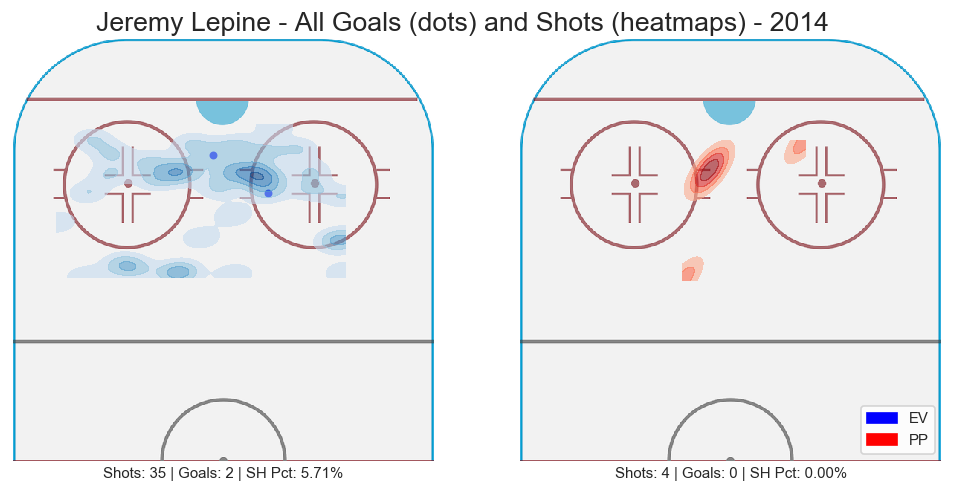 Jeremy Lepine - All Goals (dots) and Shots (heatmaps) - 2014
EV
PP
Shots: 35 | Goals: 2 | SH Pct: 5.71%
Shots: 4 | Goals: 0 | SH Pct: 0.00%